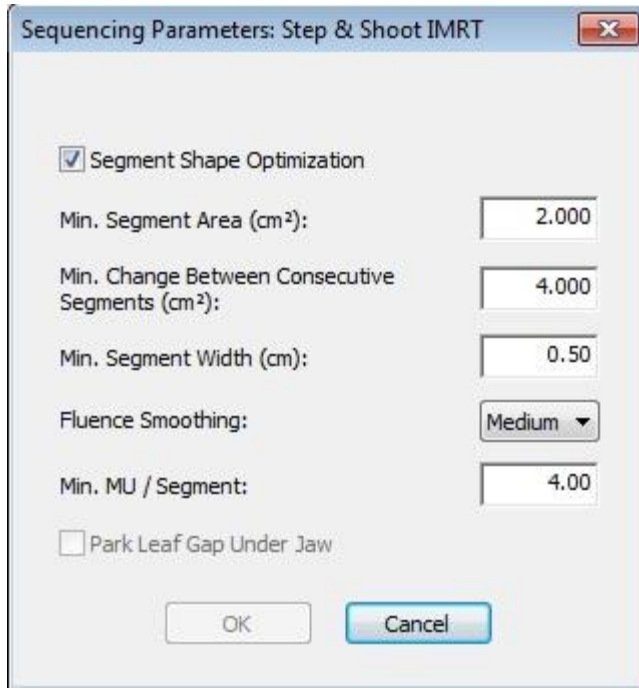 Sequencing Parameters: Step & Shoot IMRT
Segment Shape Optimization
Min. Segment Area (cm²): 2.000
Min. Change Between Consecutive
Segments (cm²): 4.000
Min. Segment Width (cm): 0.50
Fluence Smoothing: Medium
Min. MU / Segment: 4.00
Park Leaf Gap Under Jaw
OK Cancel